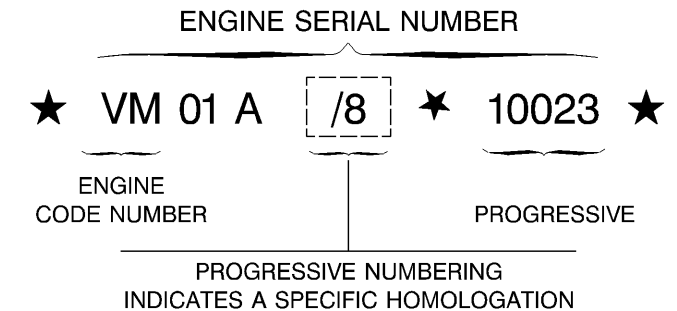 ENGINE SERIAL NUMBER
★ VM 01 A /8 ★ 10023 ★
ENGINE
CODE NUMBER
PROGRESSIVE
PROGRESSIVE NUMBERING
INDICATES A SPECIFIC HOMOLOGATION